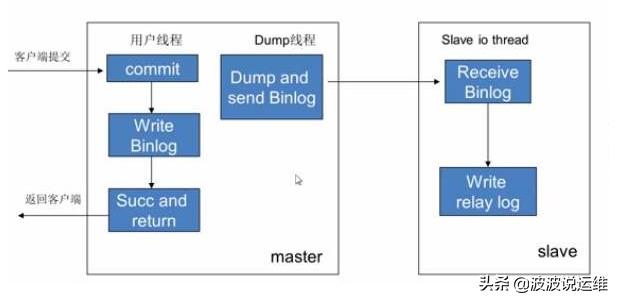 用户线程
Dump线程
Slave io thread
客户端提交
commit
Dump and
send Binlog
Receive
Binlog
Write
Binlog
Write
relay log
返回客户端
Succ and
return
master
slave
头条 @波波说运维